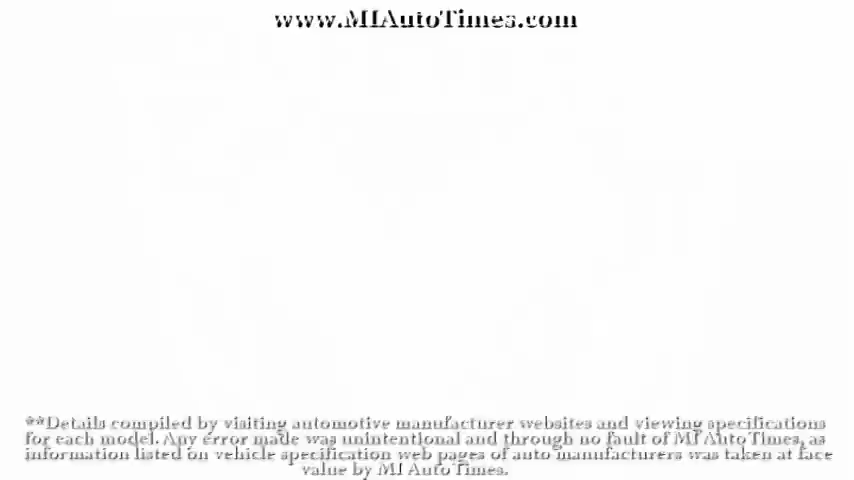 www.MIAutoTimes.com
**Details compiled by visiting automotive manufacturer websites and viewing specifications
for each model. Any error made was unintentional and through no fault of MI AutoTimes, as
information listed on vehicle specification web pages of auto manufacturers was taken at face
value by MI AutoTimes.